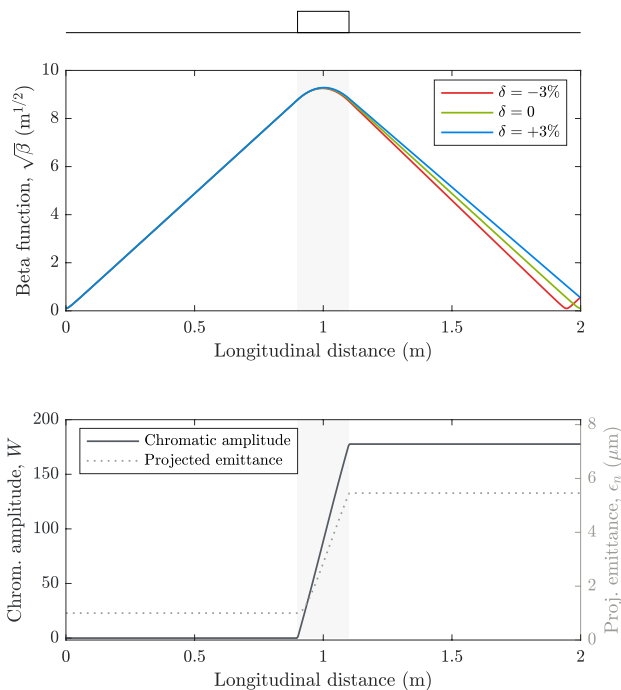 10
8
6
4
2
0
Beta function, √β (m^{1/2})
δ = −3%
δ = 0
δ = +3%
0 0.5 1 1.5 2
Longitudinal distance (m)
200
150
100
50
0
Chrom. amplitude, W
Chromatic amplitude
Projected emittance
8
6
4
2
0
Proj. emittance, ϵ_n (μm)
0 0.5 1 1.5 2
Longitudinal distance (m)